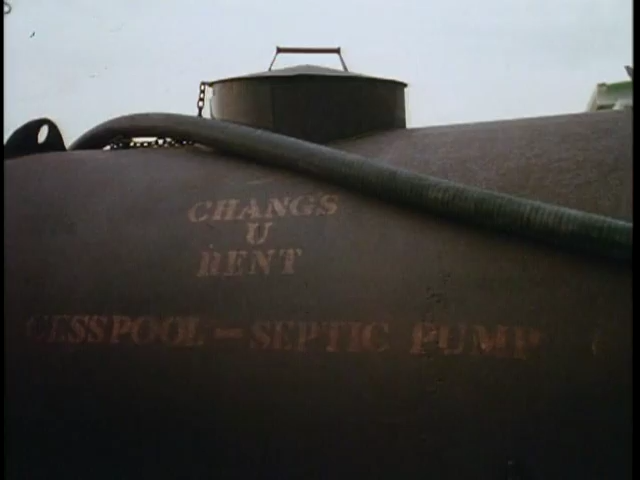 CHANGS
U
RENT
CESSPOOL - SEPTIC PUMP